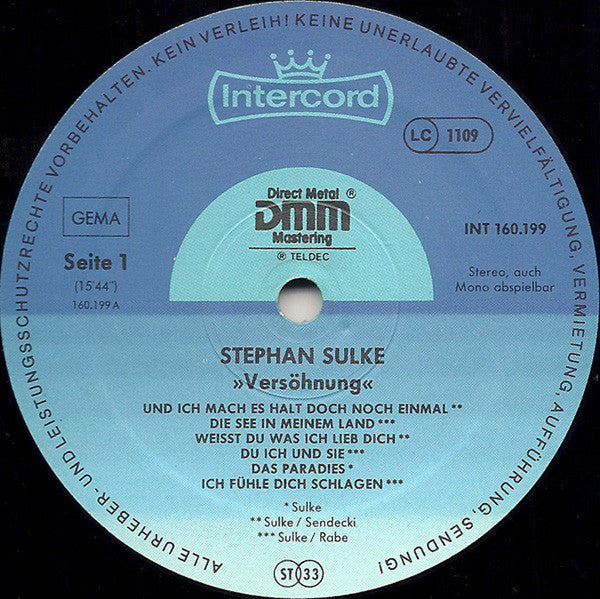 ALLE URHEBER- UND LEISTUNGSSCHUTZRECHTE VORBEHALTEN. KEIN VERLEIH! KEINE UNERLAUBTE VERVIELFÄLTIGUNG, VERMIETUNG, AUFFÜHRUNG, SENDUNG!
Intercord
LC 1109
Direct Metal ®
DMM
Mastering
® TELDEC
GEMA
INT 160.199
Seite 1
(15'44")
160.199 A
Stereo, auch
Mono abspielbar
STEPHAN SULKE
»Versöhnung«
UND ICH MACH ES HALT DOCH NOCH EINMAL **
DIE SEE IN MEINEM LAND ***
WEISST DU WAS ICH LIEB DICH **
DU ICH UND SIE ***
DAS PARADIES *
ICH FÜHLE DICH SCHLAGEN ***
* Sulke
** Sulke / Sendecki
*** Sulke / Rabe
ST 33